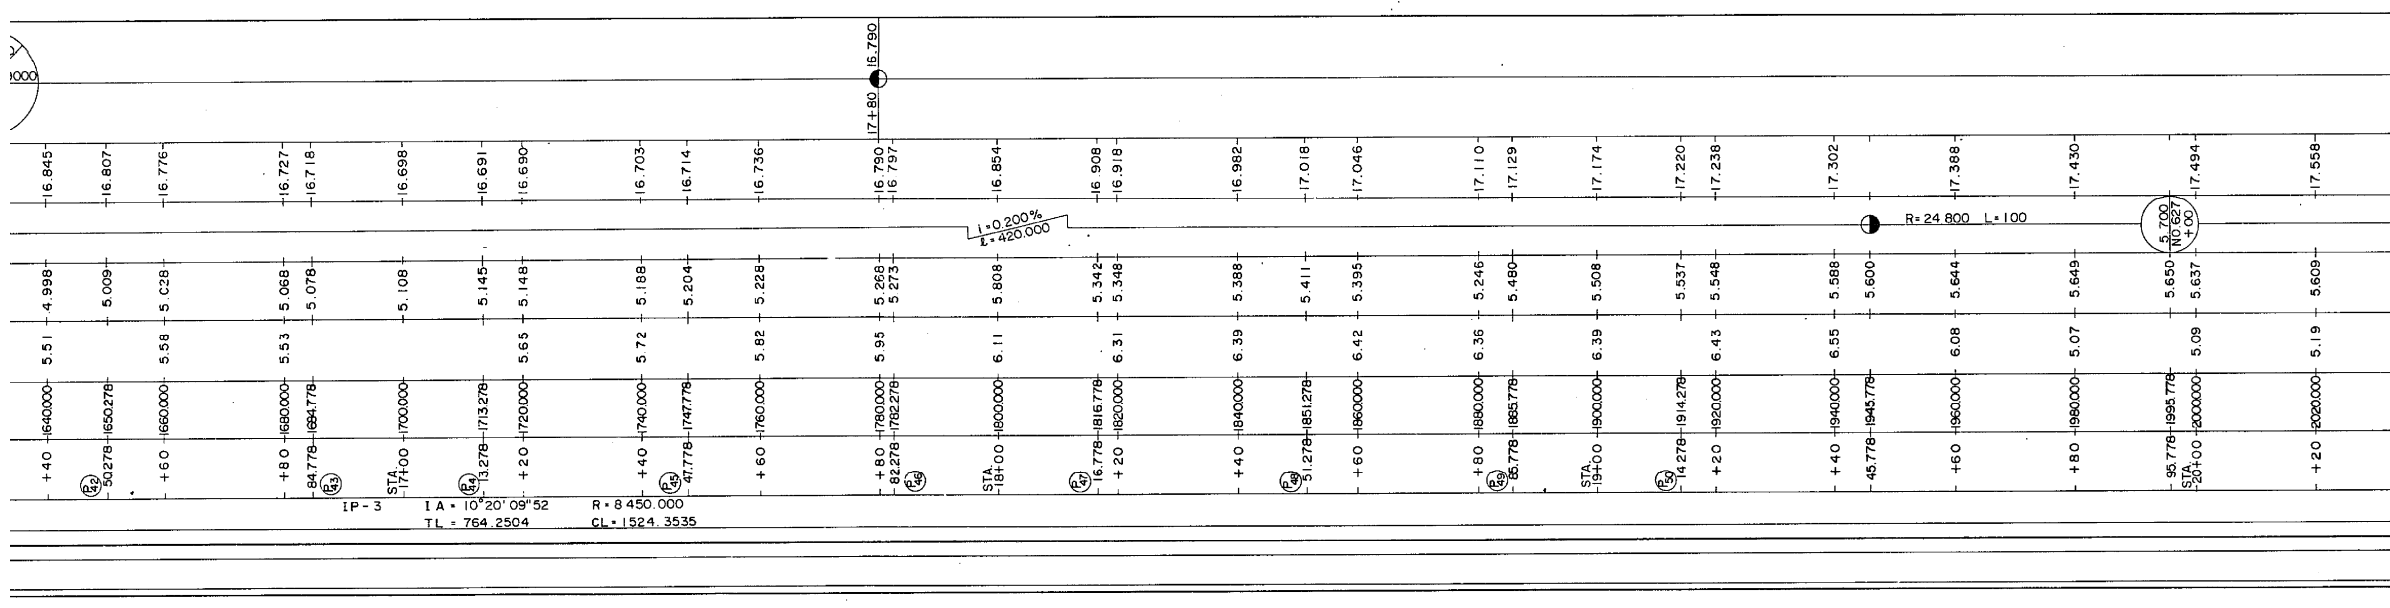 16.790
17+80
16.845 16.807 16.776 16.727 16.718 16.698 16.691 16.690 16.703 16.714 16.736 16.790 16.797 16.854 16.908 16.918 16.982 17.018 17.046 17.110 17.129 17.174 17.220 17.238 17.302 17.388 17.430 17.494 17.558
i=0.200%
ℓ=420.000
R=24 800 L=100
5.700
NO.627
+00
4.998 5.009 5.028 5.068 5.078 5.108 5.145 5.148 5.188 5.204 5.228 5.268 5.273 5.808 5.342 5.348 5.388 5.411 5.395 5.246 5.480 5.508 5.537 5.548 5.588 5.600 5.644 5.649 5.650 5.637 5.609
5.51 5.58 5.53 5.65 5.72 5.82 5.95 6.11 6.31 6.39 6.42 6.36 6.39 6.43 6.55 6.08 5.07 5.09 5.19
1640.000 1650.278 1660.000 1680.000 1684.778 1700.000 1713.278 1720.000 1740.000 1747.778 1760.000 1780.000 1782.278 1800.000 1816.778 1820.000 1840.000 1851.278 1860.000 1880.000 1885.778 1900.000 1914.278 1920.000 1940.000 1945.778 1960.000 1980.000 1995.778 2000.000 2020.000
+40 P42 50.278 +60 +80 84.778 P43 STA. 17+00 P44 13.278 +20 +40 P45 47.778 +60 +80 82.278 P46 STA. 18+00 P47 16.778 +20 +40 P48 51.278 +60 +80 P49 85.778 STA. 19+00 P50 14.278 +20 +40 45.778 +60 +80 95.778 STA. 20+00 +20
IP-3 IA=10°20'09"52 R=8 450.000
TL=764.2504 CL=1524.3535